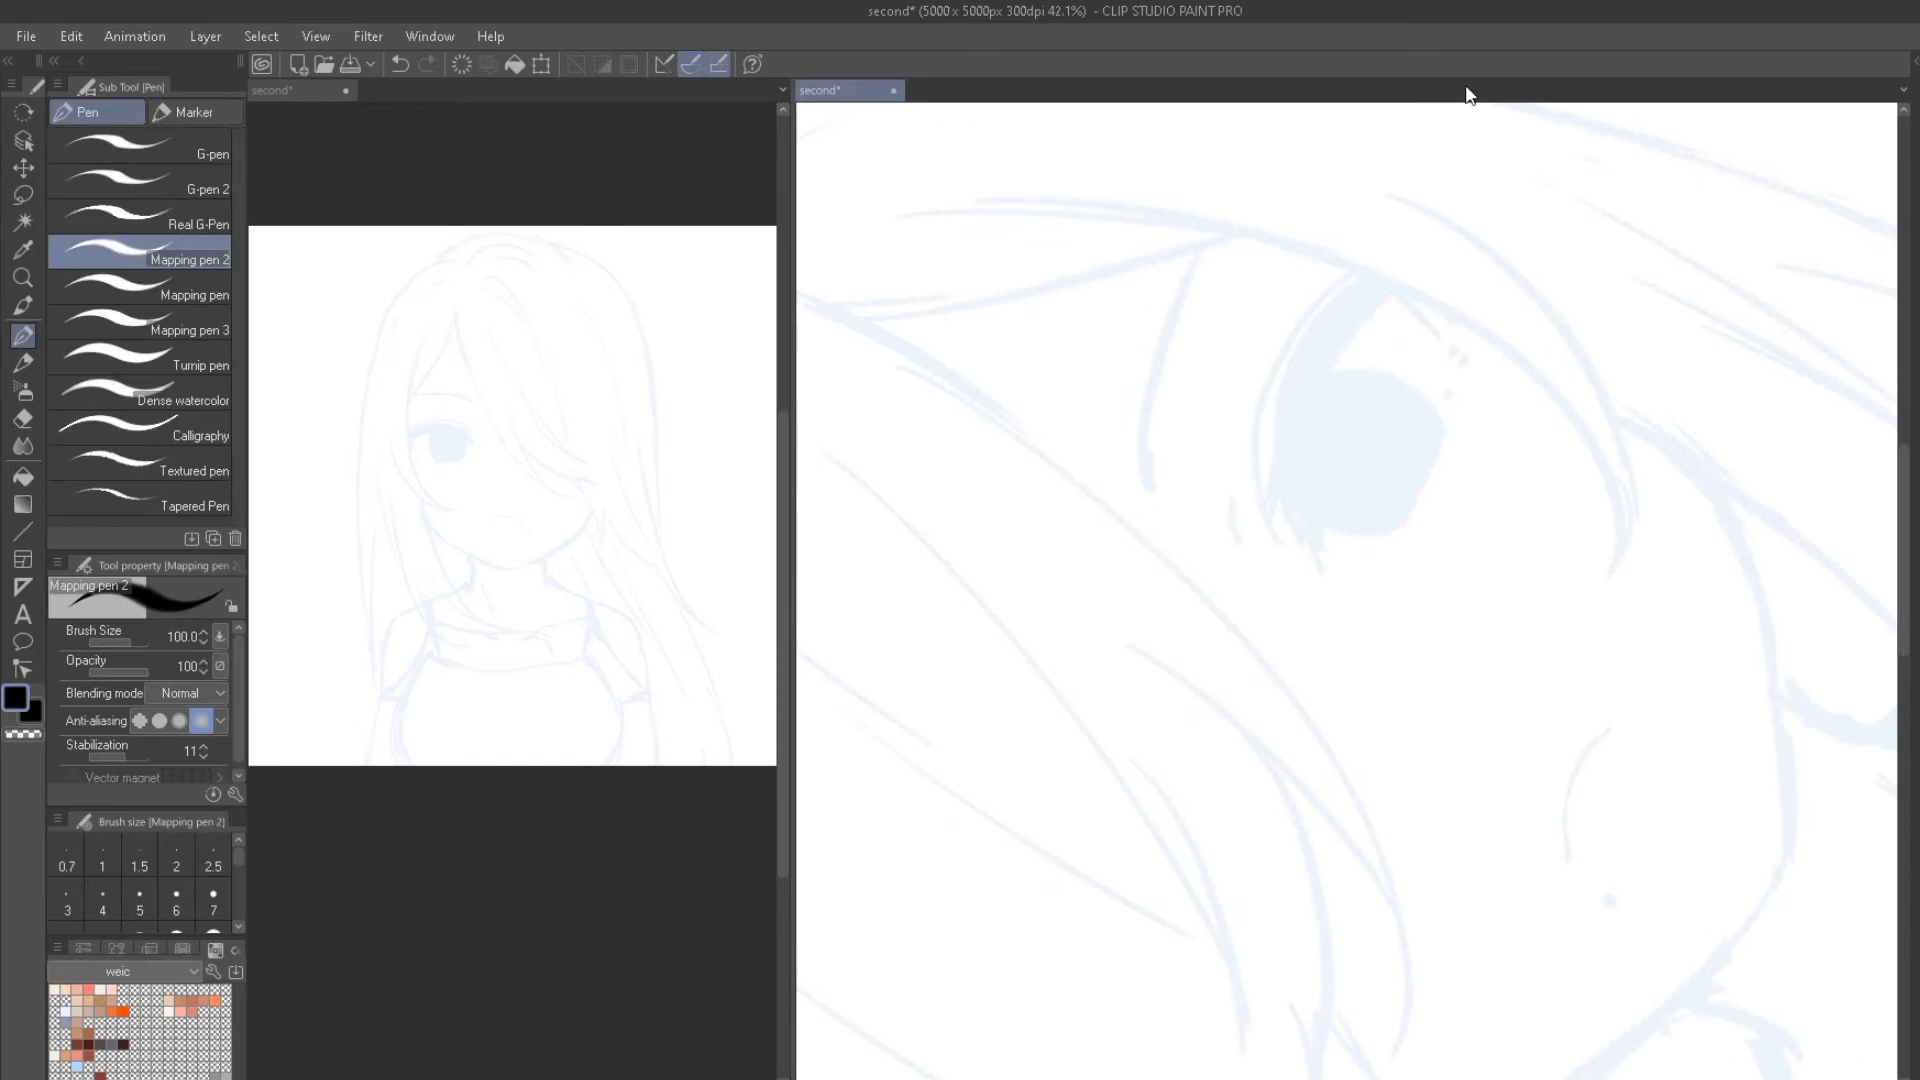 second* (5000 x 5000px 300dpi 42.1%) - CLIP STUDIO PAINT PRO
File Edit Animation Layer Select View Filter Window Help
Sub Tool [Pen]
second*
second*
Pen
Marker
G-pen
G-pen 2
Real G-Pen
Mapping pen 2
Mapping pen
Mapping pen 3
Turnip pen
Dense watercolor
Calligraphy
Textured pen
Tapered Pen
Tool property [Mapping pen 2
Mapping pen 2
Brush Size 100.0
Opacity 100
Blending mode Normal
Anti-aliasing
Stabilization 11
Vector magnet
Brush size [Mapping pen 2]
0.7 1 1.5 2 2.5
3 4 5 6 7
weic